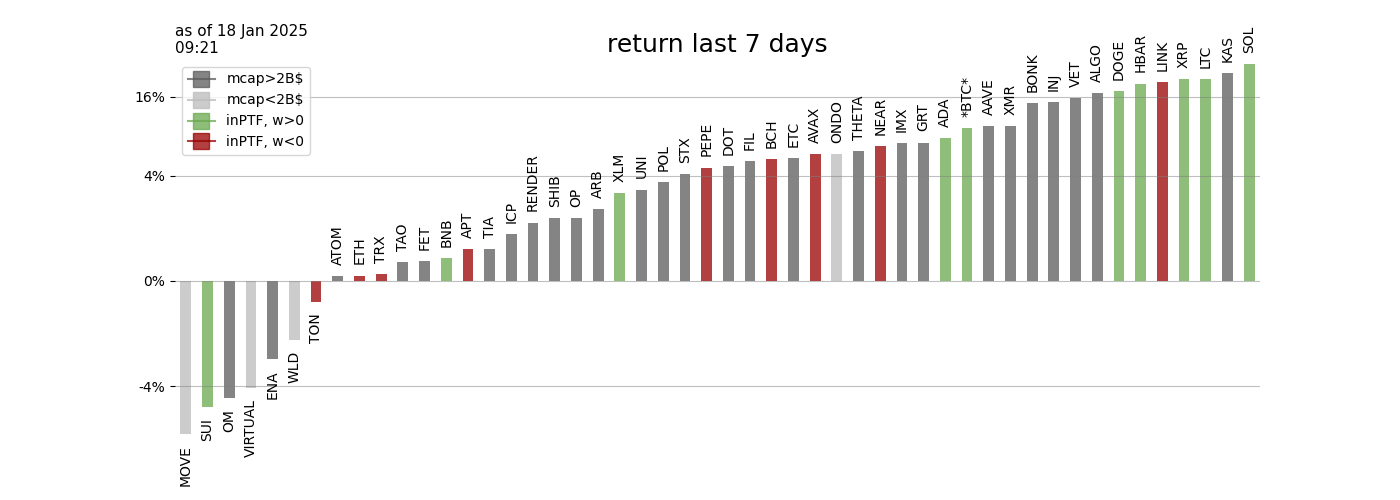 as of 18 Jan 2025
09:21
return last 7 days
mcap>2B$
mcap<2B$
inPTF, w>0
inPTF, w<0
16%
4%
0%
-4%
MOVE
SUI
OM
VIRTUAL
ENA
WLD
TON
ATOM
ETH
TRX
TAO
FET
BNB
APT
TIA
ICP
RENDER
SHIB
OP
ARB
XLM
UNI
POL
STX
PEPE
DOT
FIL
BCH
ETC
AVAX
ONDO
THETA
NEAR
IMX
GRT
ADA
*BTC*
AAVE
XMR
BONK
INJ
VET
ALGO
DOGE
HBAR
LINK
XRP
LTC
KAS
SOL